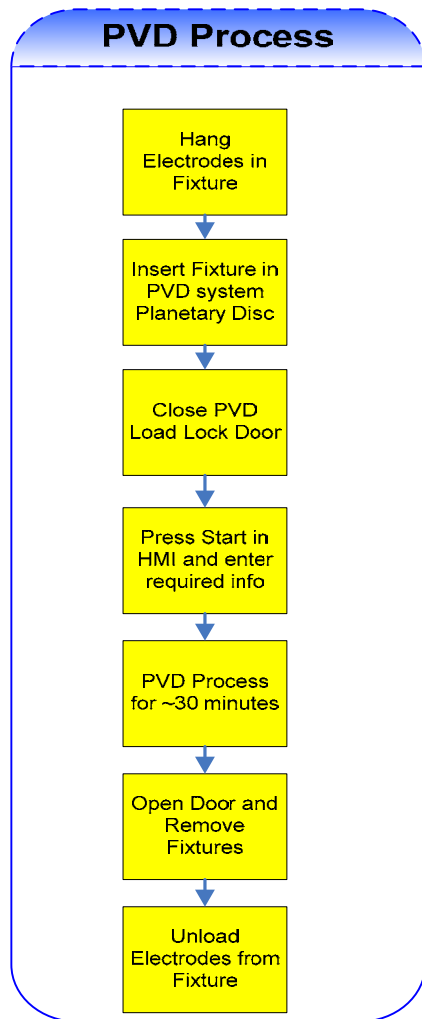 PVD Process
Hang
Electrodes in
Fixture
Insert Fixture in
PVD system
Planetary Disc
Close PVD
Load Lock Door
Press Start in
HMI and enter
required info
PVD Process
for ~30 minutes
Open Door and
Remove
Fixtures
Unload
Electrodes from
Fixture